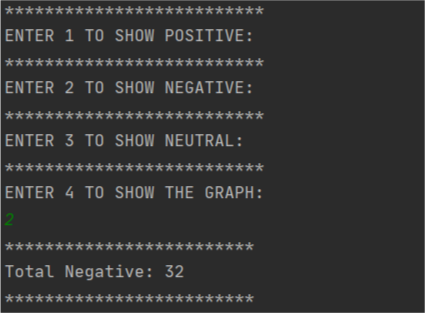 **************************
ENTER 1 TO SHOW POSITIVE:
**************************
ENTER 2 TO SHOW NEGATIVE:
**************************
ENTER 3 TO SHOW NEUTRAL:
**************************
ENTER 4 TO SHOW THE GRAPH:
2
*************************
Total Negative: 32
*************************